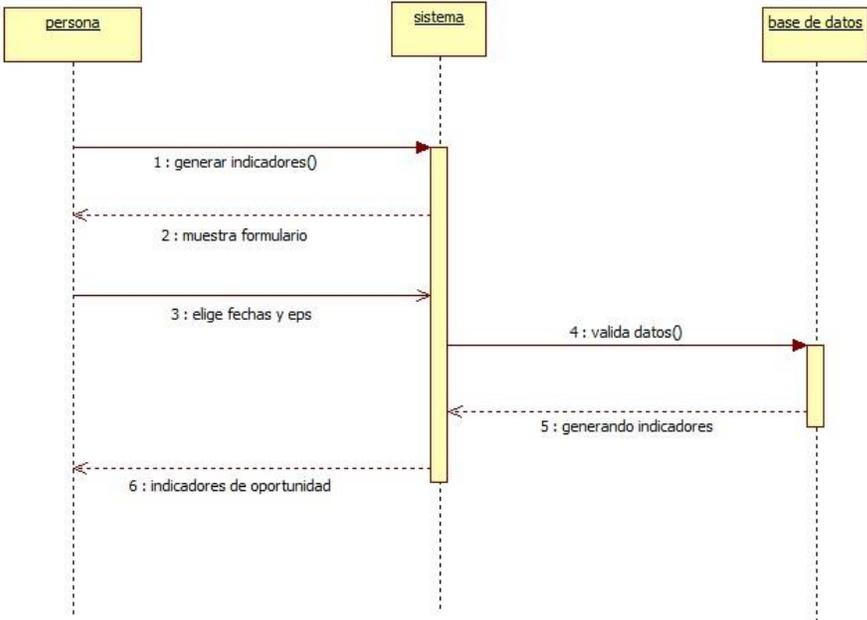 persona
sistema
base de datos
1 : generar indicadores()
2 : muestra formulario
3 : elige fechas y eps
4 : valida datos()
5 : generando indicadores
6 : indicadores de oportunidad